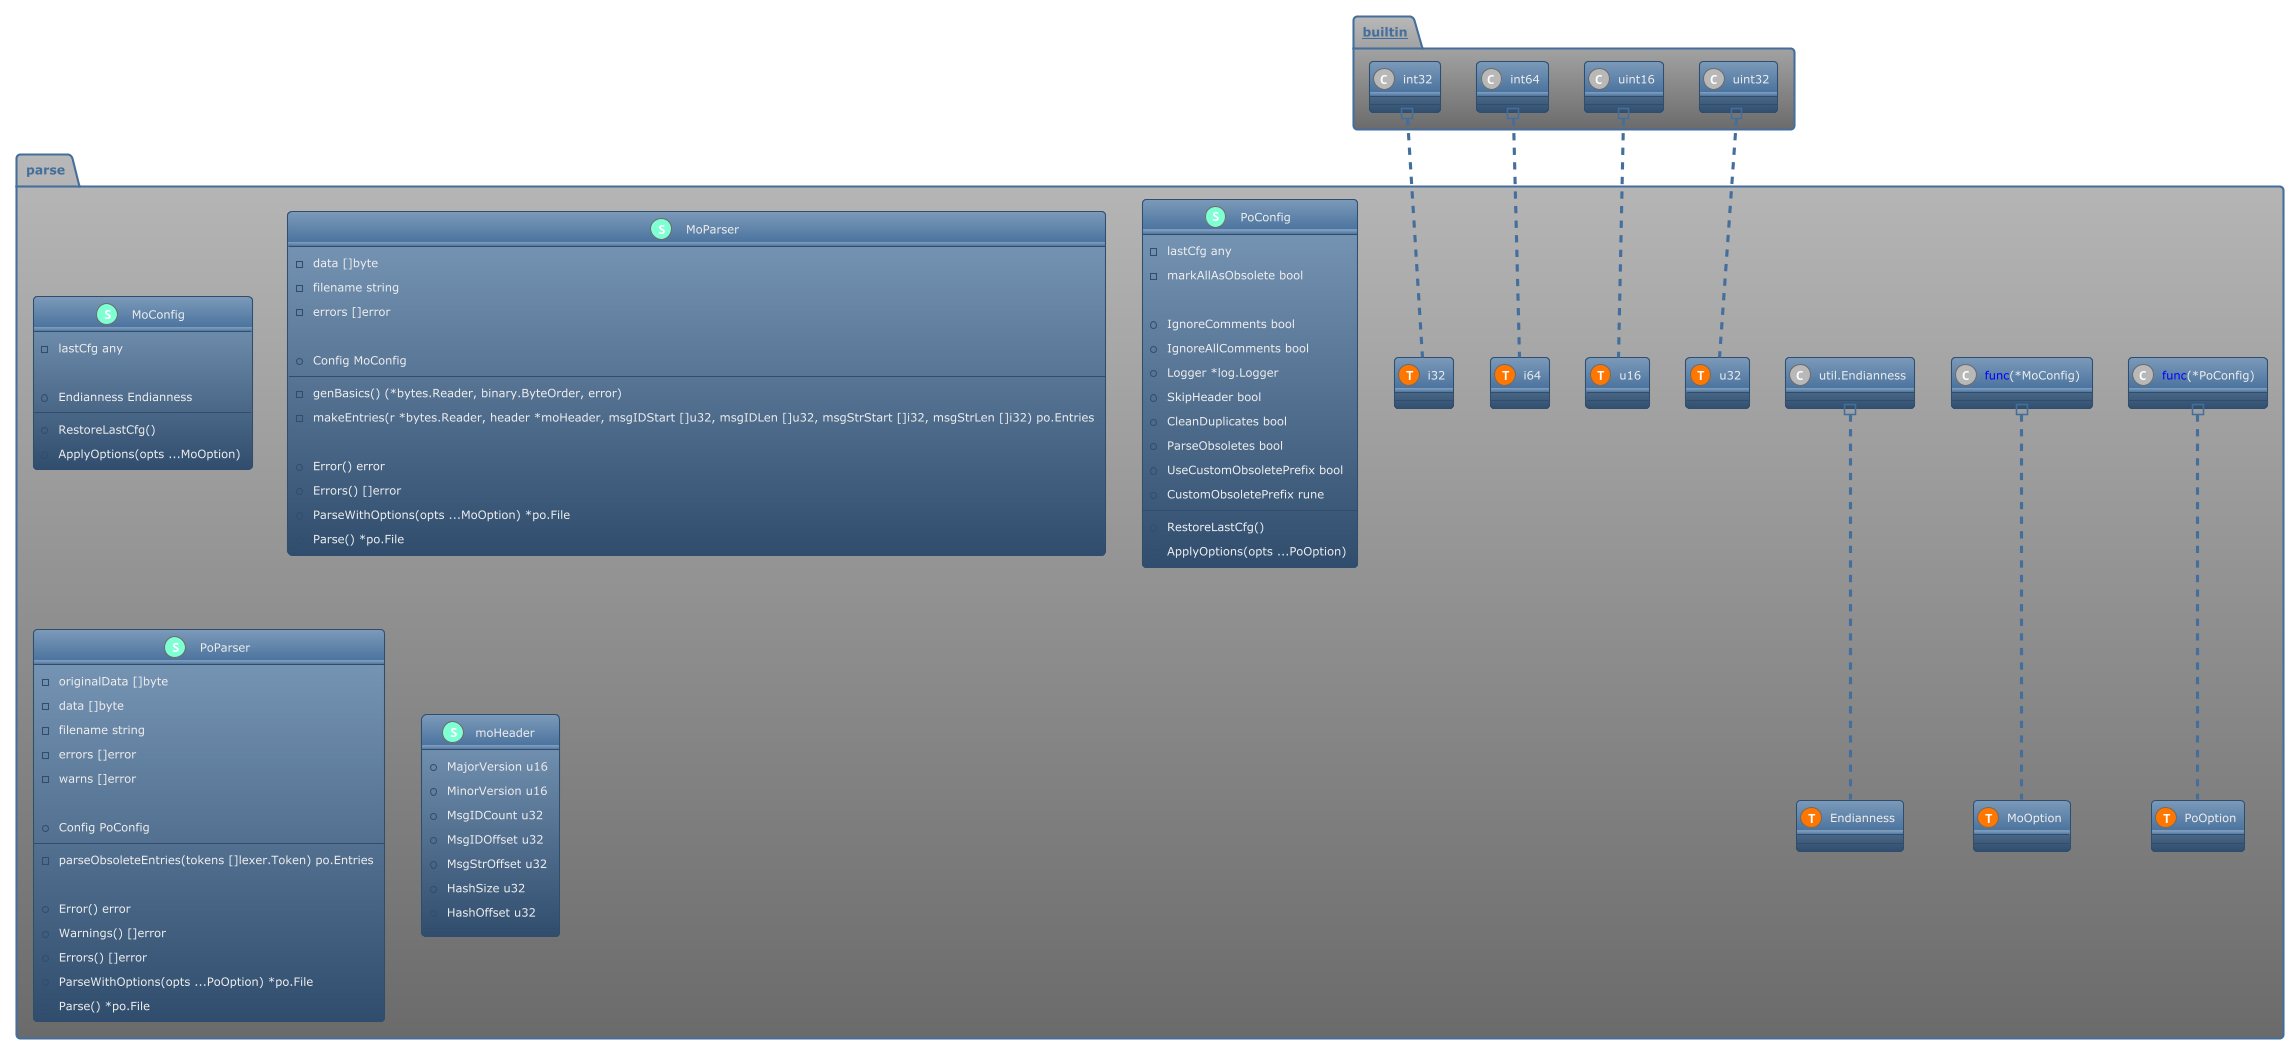 builtin
C int32
C int64
C uint16
C uint32
parse
S MoConfig
lastCfg any
Endianness Endianness
RestoreLastCfg()
ApplyOptions(opts ...MoOption)
S MoParser
data []byte
filename string
errors []error
Config MoConfig
genBasics() (*bytes.Reader, binary.ByteOrder, error)
makeEntries(r *bytes.Reader, header *moHeader, msgIDStart []u32, msgIDLen []u32, msgStrStart []i32, msgStrLen []i32) po.Entries
Error() error
Errors() []error
ParseWithOptions(opts ...MoOption) *po.File
Parse() *po.File
S PoConfig
lastCfg any
markAllAsObsolete bool
IgnoreComments bool
IgnoreAllComments bool
Logger *log.Logger
SkipHeader bool
CleanDuplicates bool
ParseObsoletes bool
UseCustomObsoletePrefix bool
CustomObsoletePrefix rune
RestoreLastCfg()
ApplyOptions(opts ...PoOption)
T i32
T i64
T u16
T u32
C util.Endianness
C func(*MoConfig)
C func(*PoConfig)
S PoParser
originalData []byte
data []byte
filename string
errors []error
warns []error
Config PoConfig
parseObsoleteEntries(tokens []lexer.Token) po.Entries
Error() error
Warnings() []error
Errors() []error
ParseWithOptions(opts ...PoOption) *po.File
Parse() *po.File
S moHeader
MajorVersion u16
MinorVersion u16
MsgIDCount u32
MsgIDOffset u32
MsgStrOffset u32
HashSize u32
HashOffset u32
T Endianness
T MoOption
T PoOption